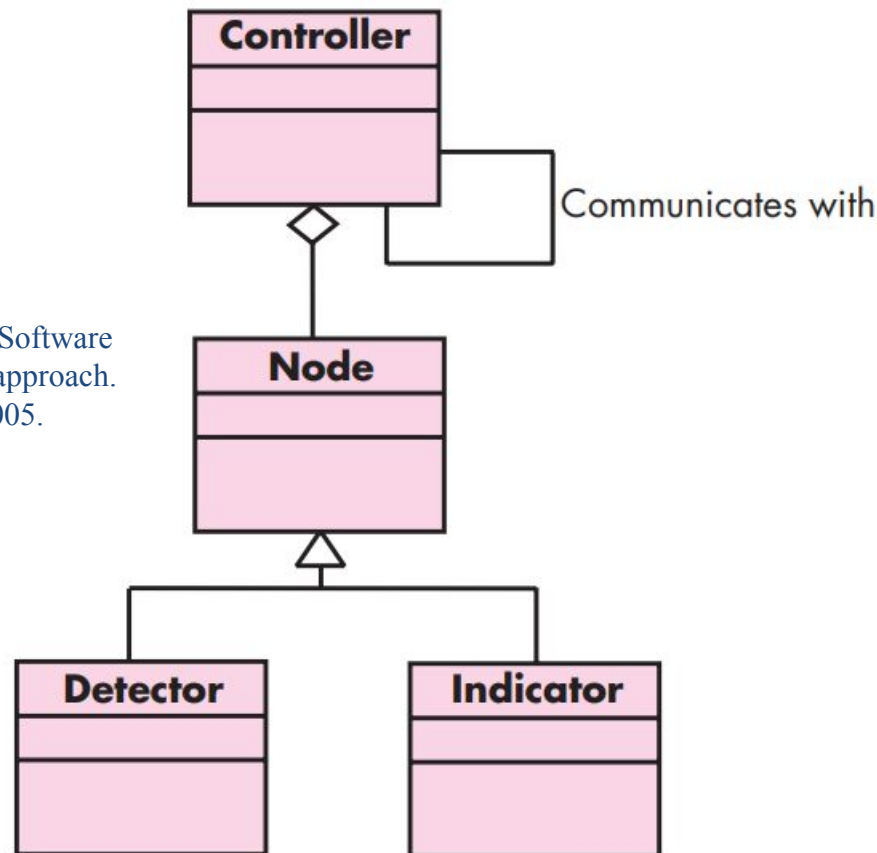 Controller
Communicates with
Software
approach.
005.
Node
Detector
Indicator